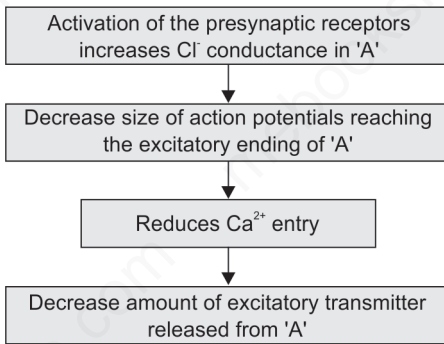 Activation of the presynaptic receptors
increases Cl⁻ conductance in 'A'
Decrease size of action potentials reaching
the excitatory ending of 'A'
Reduces Ca²⁺ entry
Decrease amount of excitatory transmitter
released from 'A'